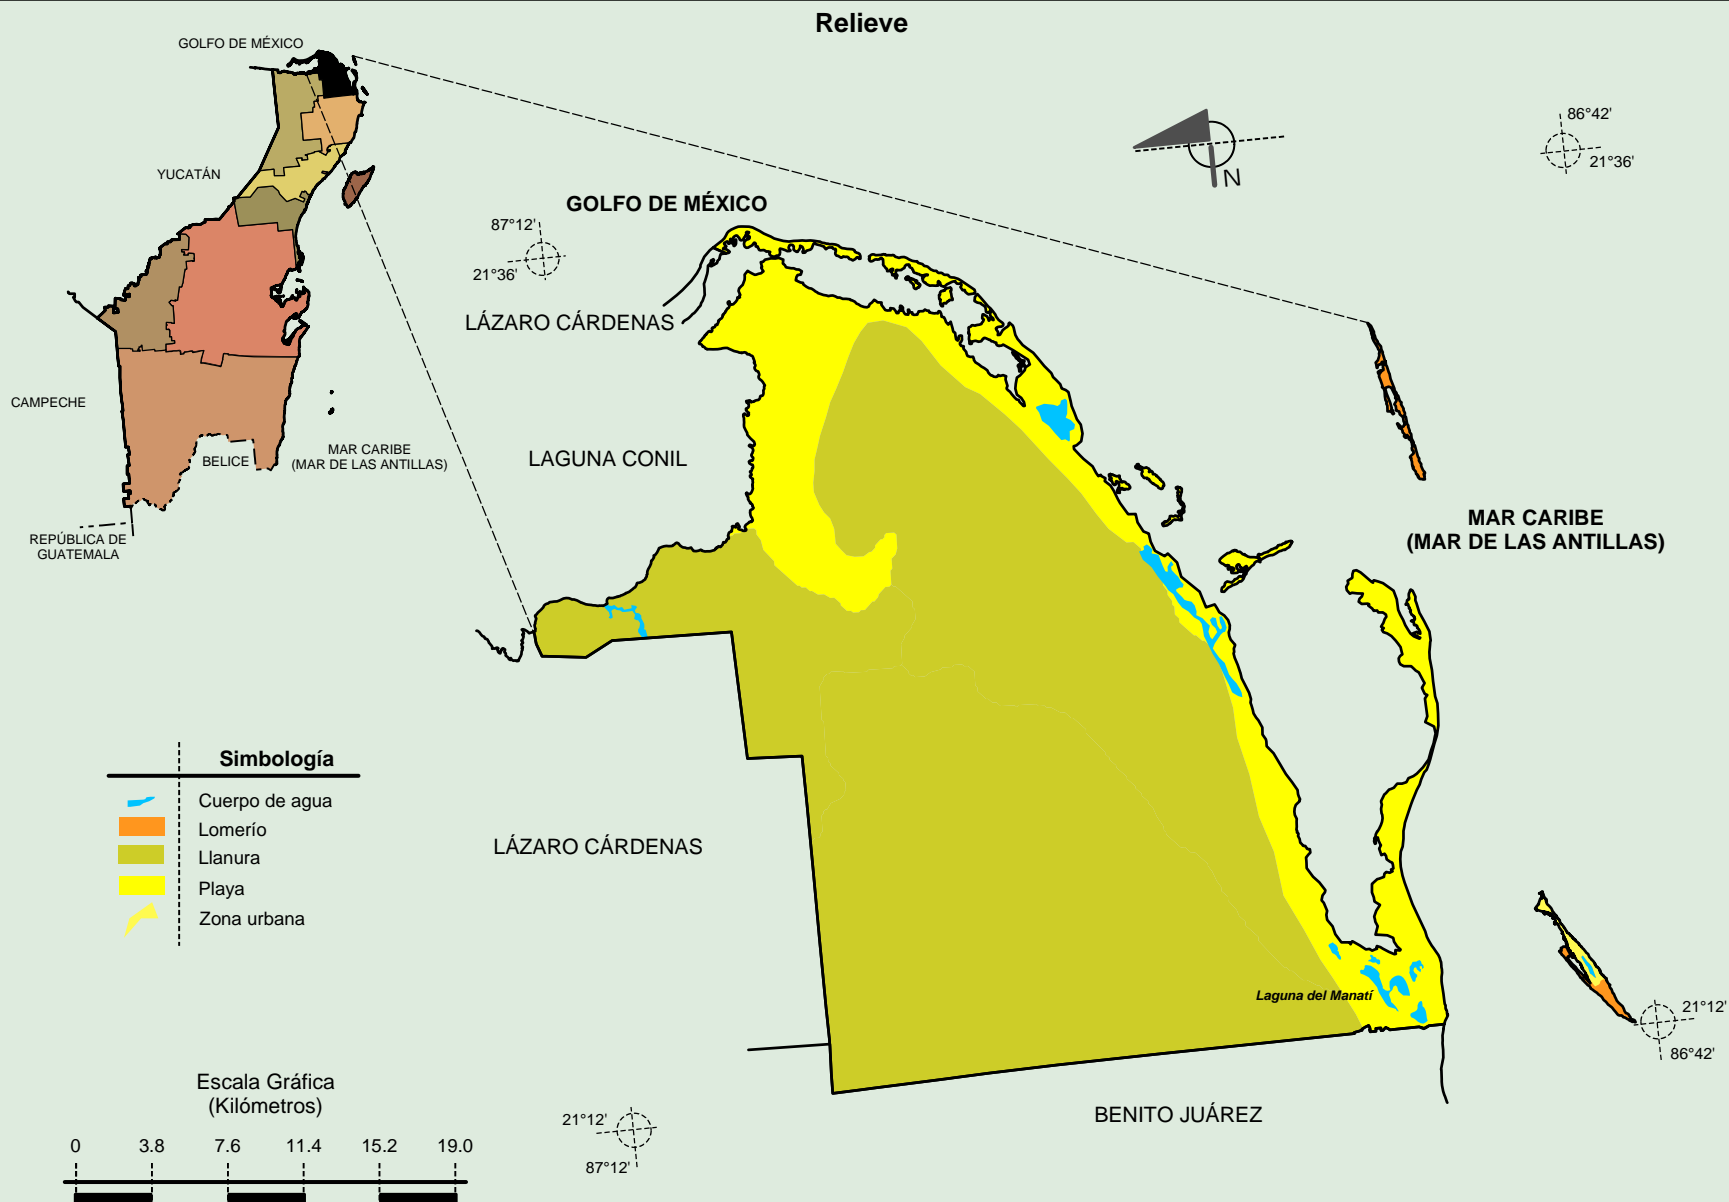 Relieve
GOLFO DE MÉXICO
YUCATÁN
CAMPECHE
BELICE
MAR CARIBE
(MAR DE LAS ANTILLAS)
REPÚBLICA DE
GUATEMALA
N
86°42'
21°36'
GOLFO DE MÉXICO
87°12'
21°36'
LÁZARO CÁRDENAS
LAGUNA CONIL
MAR CARIBE
(MAR DE LAS ANTILLAS)
Simbología
Cuerpo de agua
Lomerío
Llanura
Playa
Zona urbana
LÁZARO CÁRDENAS
Laguna del Manatí
21°12'
86°42'
BENITO JUÁREZ
21°12'
87°12'
Escala Gráfica
(Kilómetros)
0 3.8 7.6 11.4 15.2 19.0